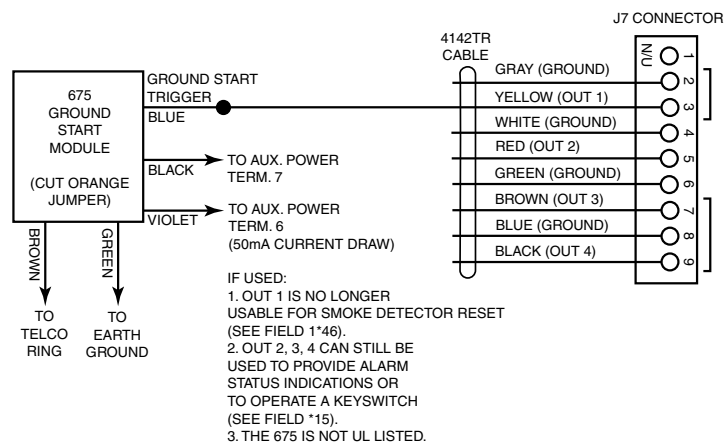 J7 CONNECTOR
4142TR
CABLE
N/U
1
2
3
4
5
6
7
8
9
GRAY (GROUND)
YELLOW (OUT 1)
WHITE (GROUND)
RED (OUT 2)
GREEN (GROUND)
BROWN (OUT 3)
BLUE (GROUND)
BLACK (OUT 4)
675
GROUND
START
MODULE
(CUT ORANGE
JUMPER)
GROUND START
TRIGGER
BLUE
BLACK
TO AUX. POWER
TERM. 7
VIOLET
TO AUX. POWER
TERM. 6
(50mA CURRENT DRAW)
BROWN
GREEN
TO
TELCO
RING
TO
EARTH
GROUND
IF USED:
1. OUT 1 IS NO LONGER
USABLE FOR SMOKE DETECTOR RESET
(SEE FIELD 1*46).
2. OUT 2, 3, 4 CAN STILL BE
USED TO PROVIDE ALARM
STATUS INDICATIONS OR
TO OPERATE A KEYSWITCH
(SEE FIELD *15).
3. THE 675 IS NOT UL LISTED.